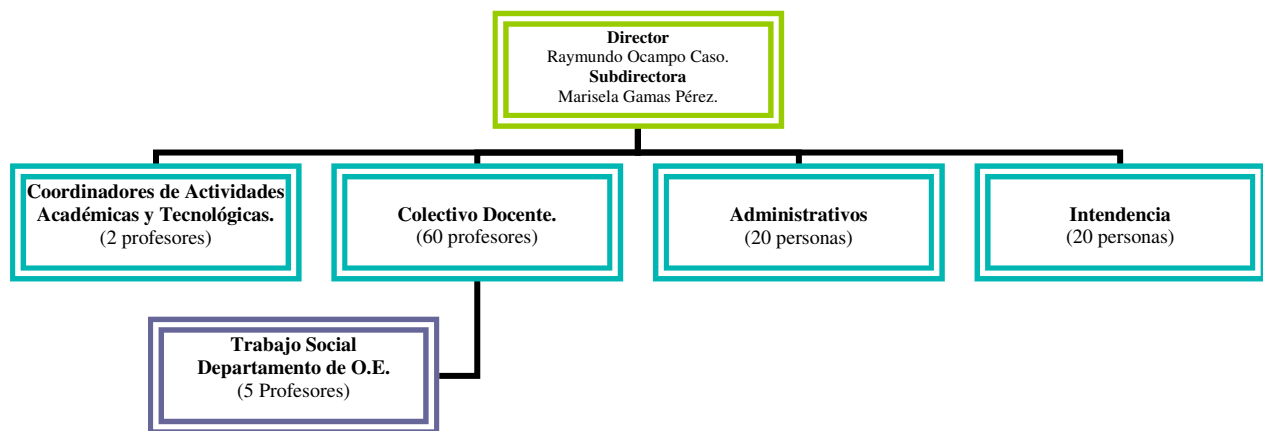 Director
Raymundo Ocampo Caso.
Subdirectora
Marisela Gamas Pérez.
Coordinadores de Actividades
Académicas y Tecnológicas.
(2 profesores)
Colectivo Docente.
(60 profesores)
Administrativos
(20 personas)
Intendencia
(20 personas)
Trabajo Social
Departamento de O.E.
(5 Profesores)